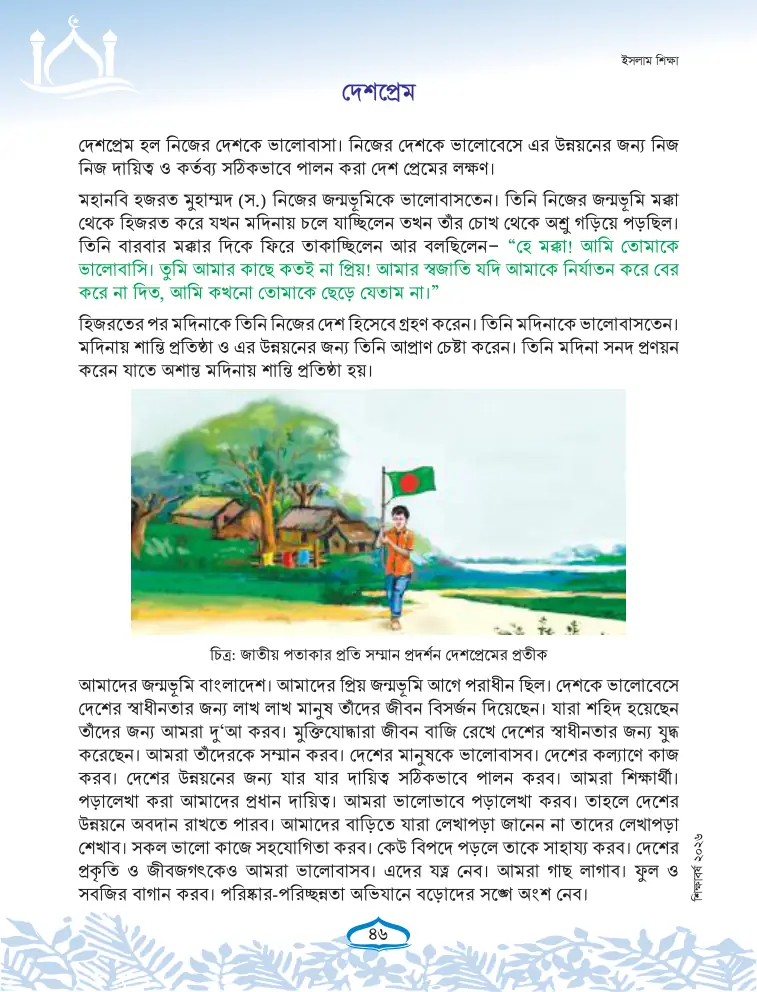 ইসলাম শিক্ষা
দেশপ্রেম
দেশপ্রেম হল নিজের দেশকে ভালোবাসা। নিজের দেশকে ভালোবেসে এর উন্নয়নের জন্য নিজ
নিজ দায়িত্ব ও কর্তব্য সঠিকভাবে পালন করা দেশ প্রেমের লক্ষণ।
মহানবি হজরত মুহাম্মদ (স.) নিজের জন্মভূমিকে ভালোবাসতেন। তিনি নিজের জন্মভূমি মক্কা
থেকে হিজরত করে যখন মদিনায় চলে যাচ্ছিলেন তখন তাঁর চোখ থেকে অশ্রু গড়িয়ে পড়ছিল।
তিনি বারবার মক্কার দিকে ফিরে তাকাচ্ছিলেন আর বলছিলেন– “হে মক্কা! আমি তোমাকে
ভালোবাসি। তুমি আমার কাছে কতই না প্রিয়! আমার স্বজাতি যদি আমাকে নির্যাতন করে বের
করে না দিত, আমি কখনো তোমাকে ছেড়ে যেতাম না।”
হিজরতের পর মদিনাকে তিনি নিজের দেশ হিসেবে গ্রহণ করেন। তিনি মদিনাকে ভালোবাসতেন।
মদিনায় শান্তি প্রতিষ্ঠা ও এর উন্নয়নের জন্য তিনি আপ্রাণ চেষ্টা করেন। তিনি মদিনা সনদ প্রণয়ন
করেন যাতে অশান্ত মদিনায় শান্তি প্রতিষ্ঠা হয়।
চিত্র: জাতীয় পতাকার প্রতি সম্মান প্রদর্শন দেশপ্রেমের প্রতীক
আমাদের জন্মভূমি বাংলাদেশ। আমাদের প্রিয় জন্মভূমি আগে পরাধীন ছিল। দেশকে ভালোবেসে
দেশের স্বাধীনতার জন্য লাখ লাখ মানুষ তাঁদের জীবন বিসর্জন দিয়েছেন। যারা শহিদ হয়েছেন
তাঁদের জন্য আমরা দু‘আ করব। মুক্তিযোদ্ধারা জীবন বাজি রেখে দেশের স্বাধীনতার জন্য যুদ্ধ
করেছেন। আমরা তাঁদেরকে সম্মান করব। দেশের মানুষকে ভালোবাসব। দেশের কল্যাণে কাজ
করব। দেশের উন্নয়নের জন্য যার যার দায়িত্ব সঠিকভাবে পালন করব। আমরা শিক্ষার্থী।
পড়ালেখা করা আমাদের প্রধান দায়িত্ব। আমরা ভালোভাবে পড়ালেখা করব। তাহলে দেশের
উন্নয়নে অবদান রাখতে পারব। আমাদের বাড়িতে যারা লেখাপড়া জানেন না তাদের লেখাপড়া
শেখাব। সকল ভালো কাজে সহযোগিতা করব। কেউ বিপদে পড়লে তাকে সাহায্য করব। দেশের
প্রকৃতি ও জীবজগৎকেও আমরা ভালোবাসব। এদের যত্ন নেব। আমরা গাছ লাগাব। ফুল ও
সবজির বাগান করব। পরিষ্কার-পরিচ্ছন্নতা অভিযানে বড়োদের সঙ্গে অংশ নেব।
শিক্ষাবর্ষ ২০২৬
৪৬